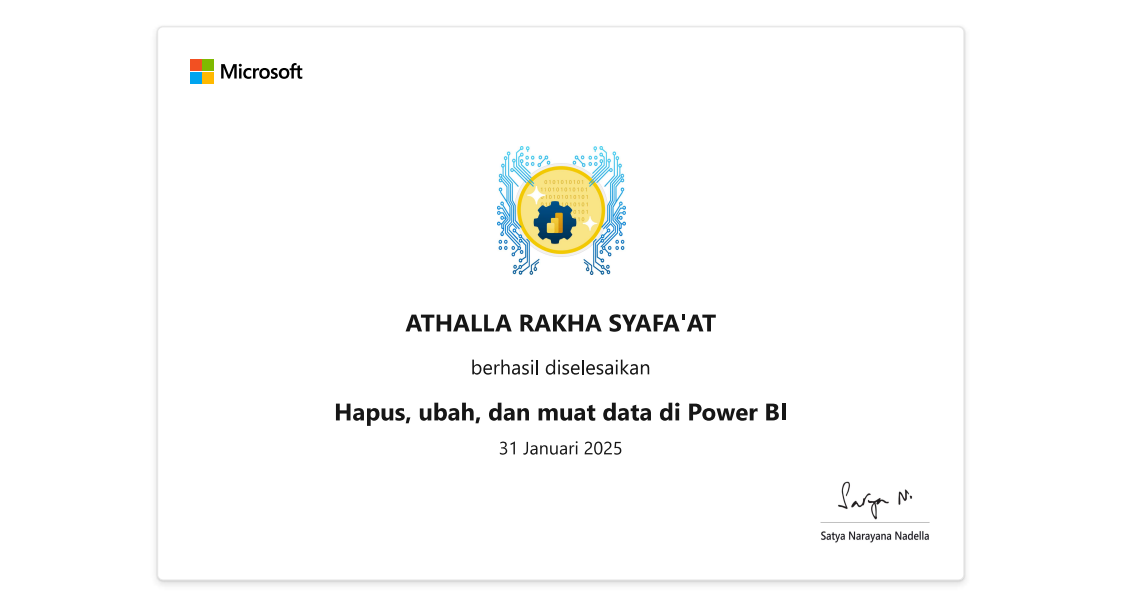 Microsoft
ATHALLA RAKHA SYAFA'AT
berhasil diselesaikan
Hapus, ubah, dan muat data di Power BI
31 Januari 2025
Satya N.
Satya Narayana Nadella